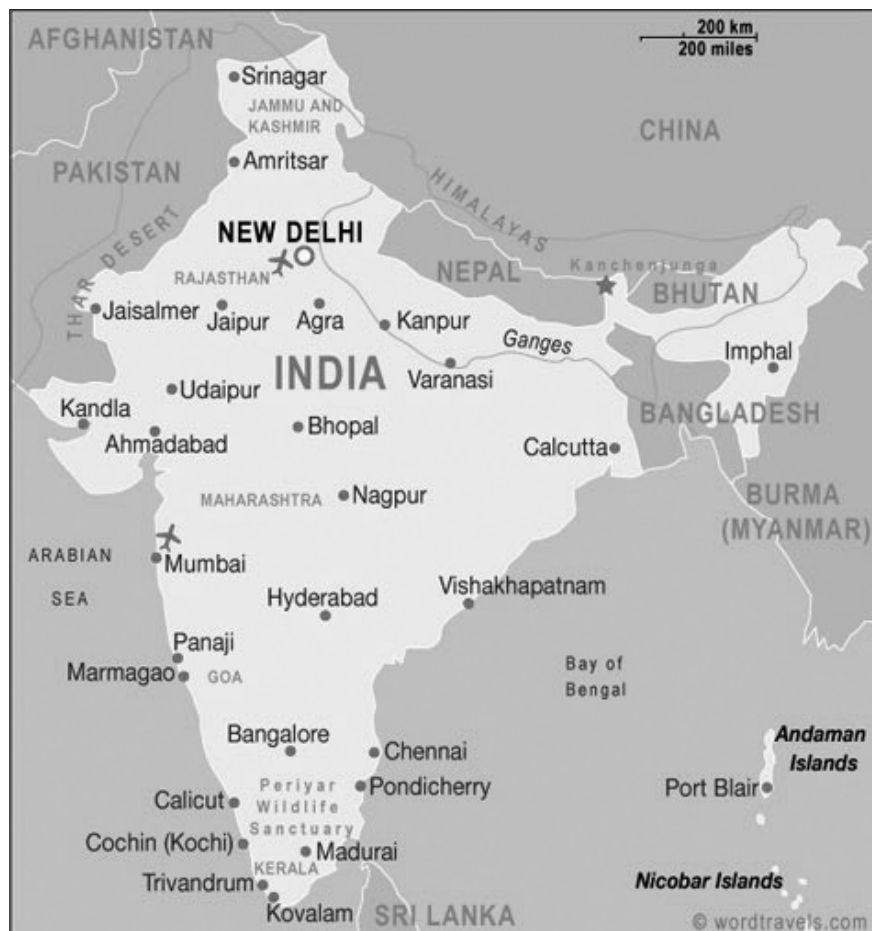 200 km
200 miles
AFGHANISTAN
Srinagar
JAMMU AND
KASHMIR
CHINA
Amritsar
PAKISTAN
HIMALAYAS
THAR DESERT
NEW DELHI
RAJASTHAN
NEPAL
Kanchenjunga
BHUTAN
Jaisalmer
Jaipur
Agra
Kanpur
Ganges
Imphal
INDIA
Varanasi
Udaipur
Kandla
BANGLADESH
Ahmadabad
Bhopal
Calcutta
MAHARASHTRA
Nagpur
BURMA
(MYANMAR)
ARABIAN
SEA
Mumbai
Hyderabad
Vishakhapatnam
Panaji
Marmagao
GOA
Bay of
Bengal
Bangalore
Chennai
Andaman
Islands
Periyar
Wildlife
Sanctuary
Pondicherry
Port Blair
Calicut
Cochin (Kochi)
Madurai
KERALA
Trivandrum
Kovalam
Nicobar Islands
SRI LANKA
© wordtravels.com